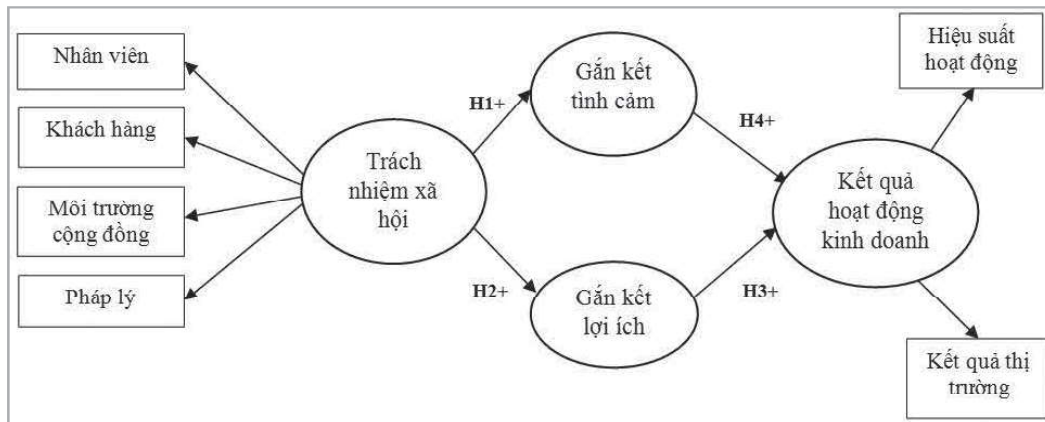 Nhân viên
Khách hàng
Môi trường
cộng đồng
Pháp lý
Trách
nhiệm xã
hội
H1+
H2+
Gắn kết
tình cảm
Gắn kết
lợi ích
H4+
H3+
Kết quả
hoạt động
kinh doanh
Hiệu suất
hoạt động
Kết quả thị
trường